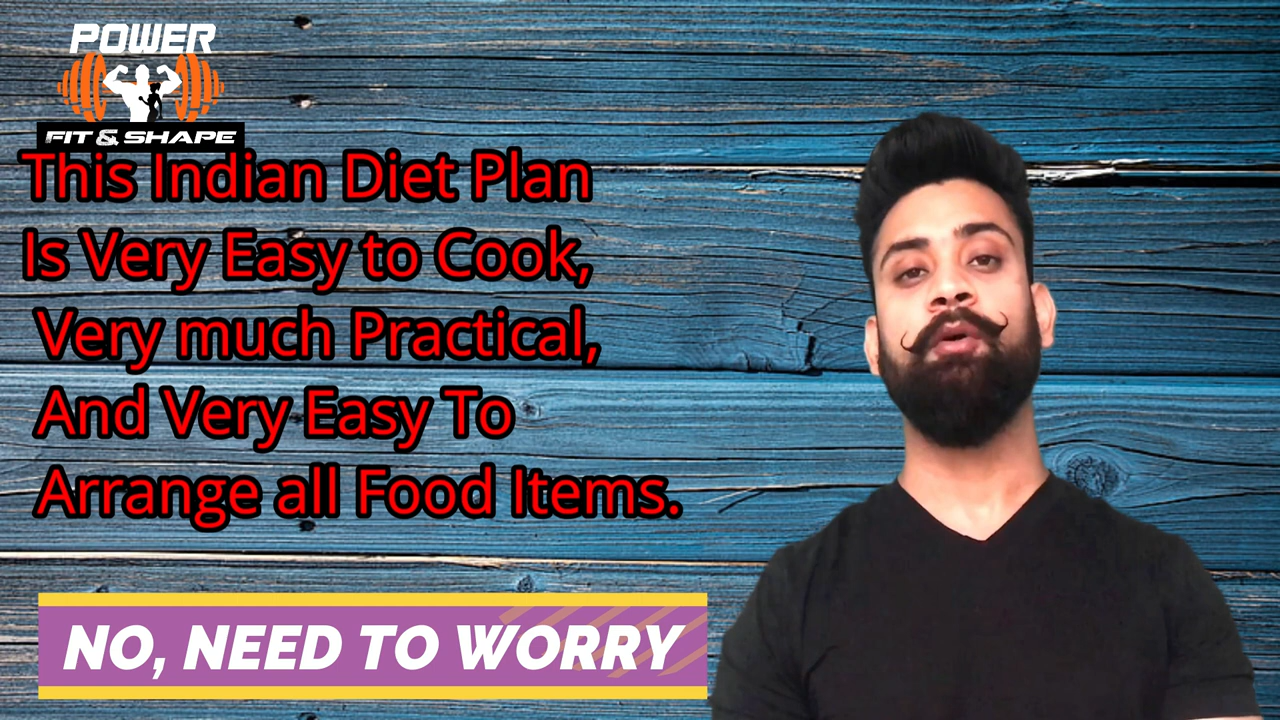 POWER
FIT & SHAPE
This Indian Diet Plan
Is Very Easy to Cook,
Very much Practical,
And Very Easy To
Arrange all Food Items.
NO, NEED TO WORRY